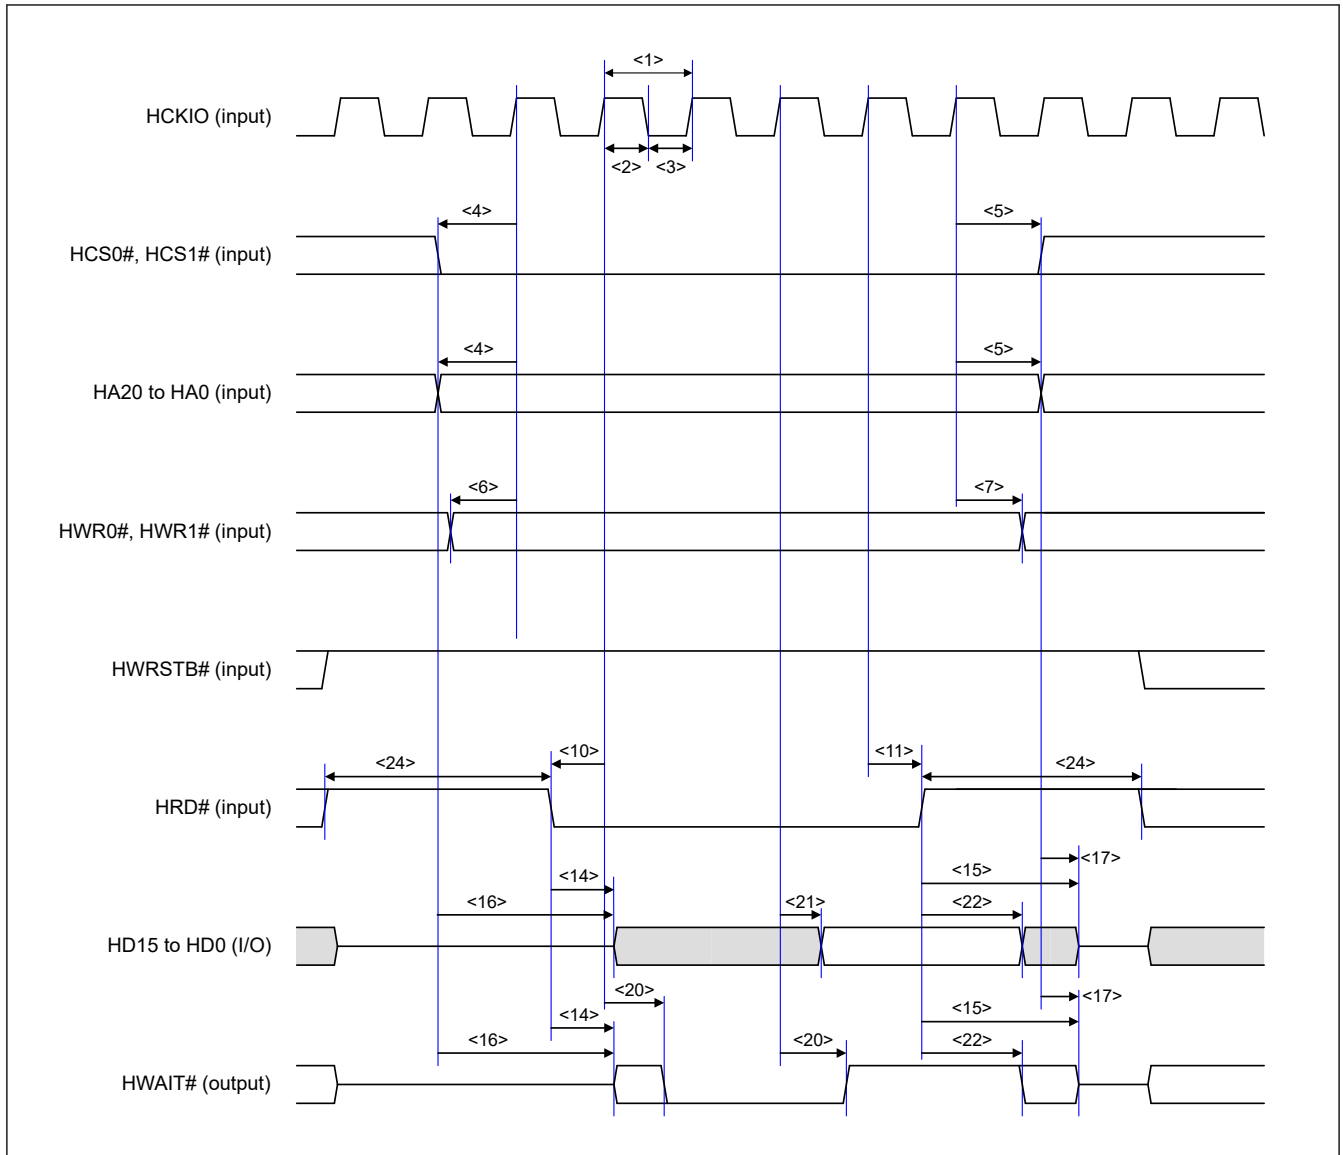 <1>
HCKIO (input)
<2> <3>
<4> <5>
HCS0#, HCS1# (input)
<4> <5>
HA20 to HA0 (input)
<6> <7>
HWR0#, HWR1# (input)
HWRSTB# (input)
<10> <11>
<24> <24>
HRD# (input)
<17>
<14> <15>
<16> <21> <22>
HD15 to HD0 (I/O)
<20> <17>
<14> <15>
<16> <20> <22>
HWAIT# (output)